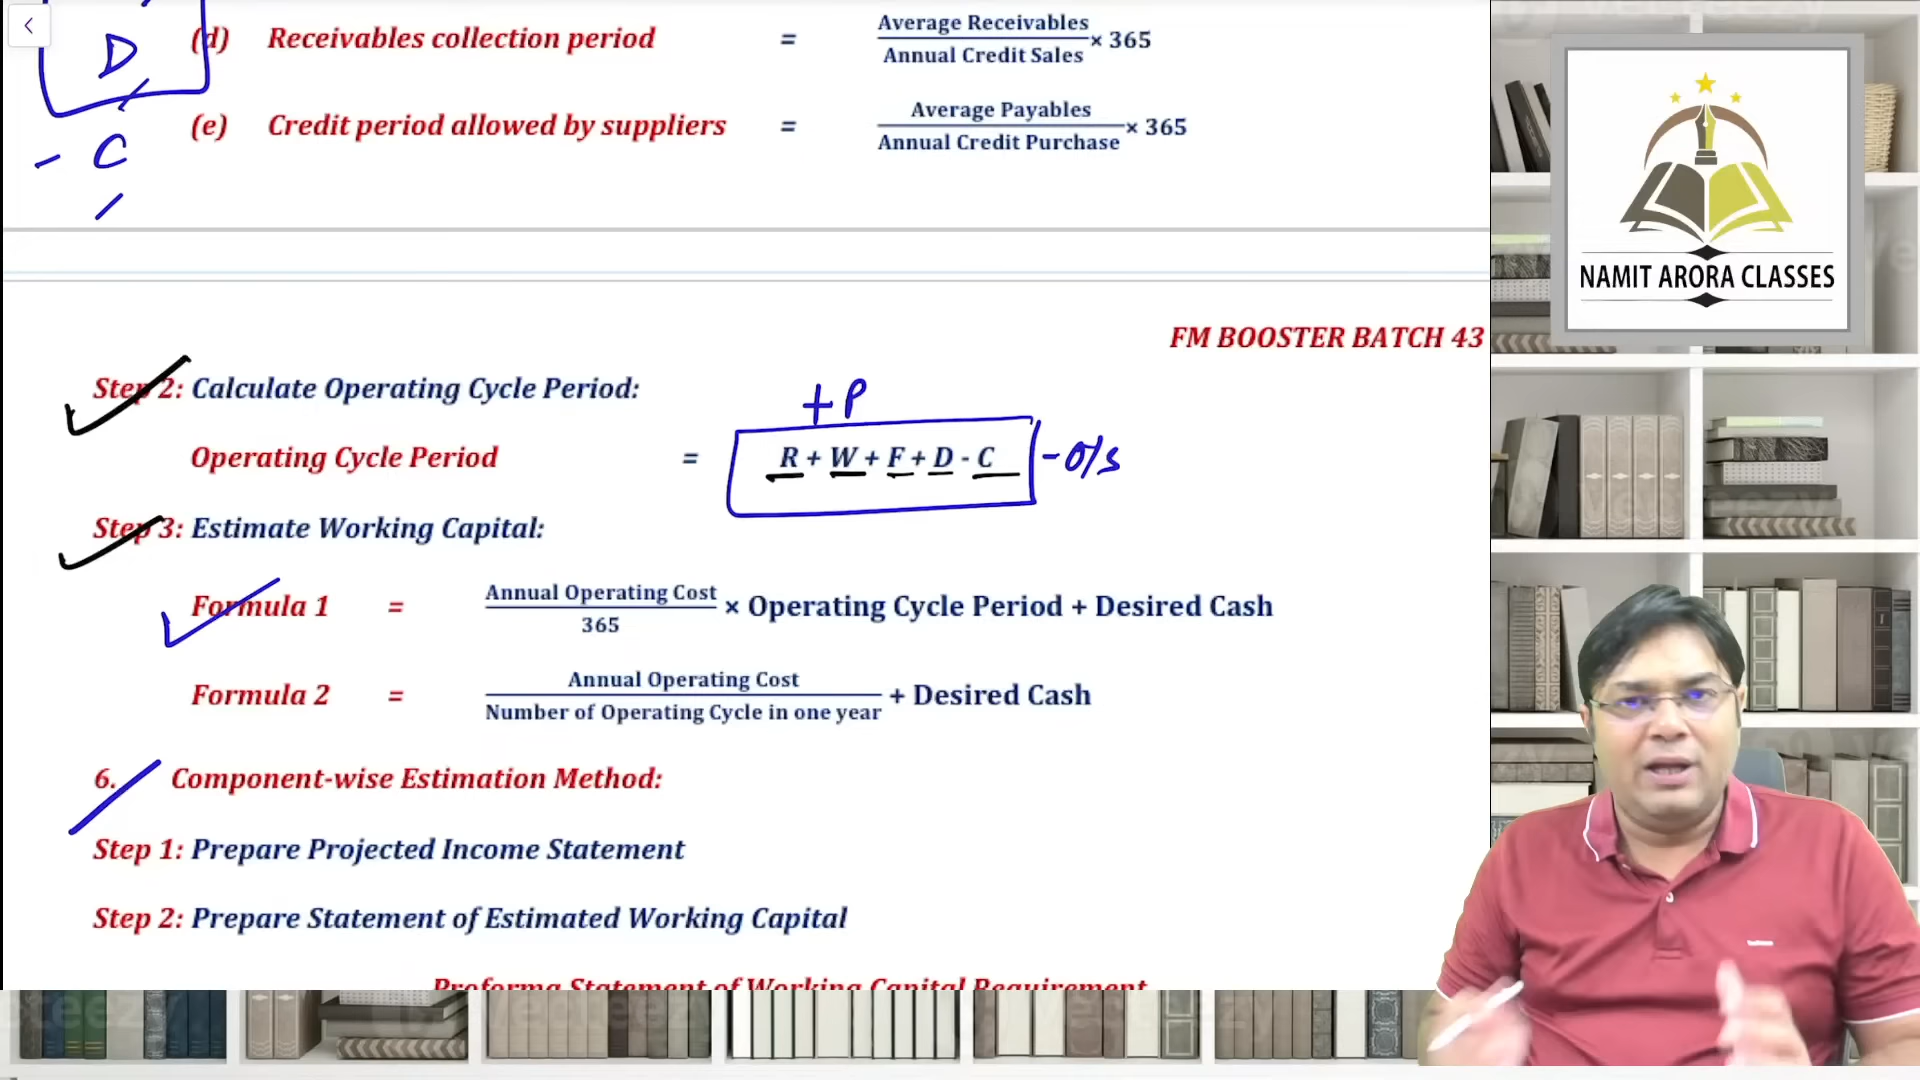 D
(d) Receivables collection period = Average Receivables / Annual Credit Sales × 365
- C
(e) Credit period allowed by suppliers = Average Payables / Annual Credit Purchase × 365
NAMIT ARORA CLASSES
FM BOOSTER BATCH 43
Step 2: Calculate Operating Cycle Period:
+ P
Operating Cycle Period = R + W + F + D - C - O/s
Step 3: Estimate Working Capital:
Formula 1 = Annual Operating Cost / 365 × Operating Cycle Period + Desired Cash
Formula 2 = Annual Operating Cost / Number of Operating Cycle in one year + Desired Cash
6. Component-wise Estimation Method:
Step 1: Prepare Projected Income Statement
Step 2: Prepare Statement of Estimated Working Capital
Proforma Statement of Working Capital Requirement